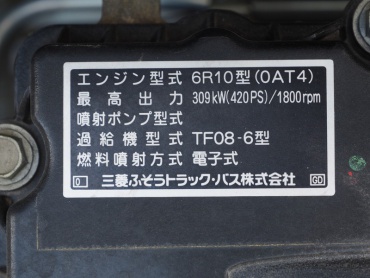 エンジン型式 6R10型(0AT4)
最高出力 309kW(420PS)/1800rpm
噴射ポンプ型式
過給機型式 TF08-6型
燃料噴射方式 電子式
0 三菱ふそうトラック・バス株式会社 GD